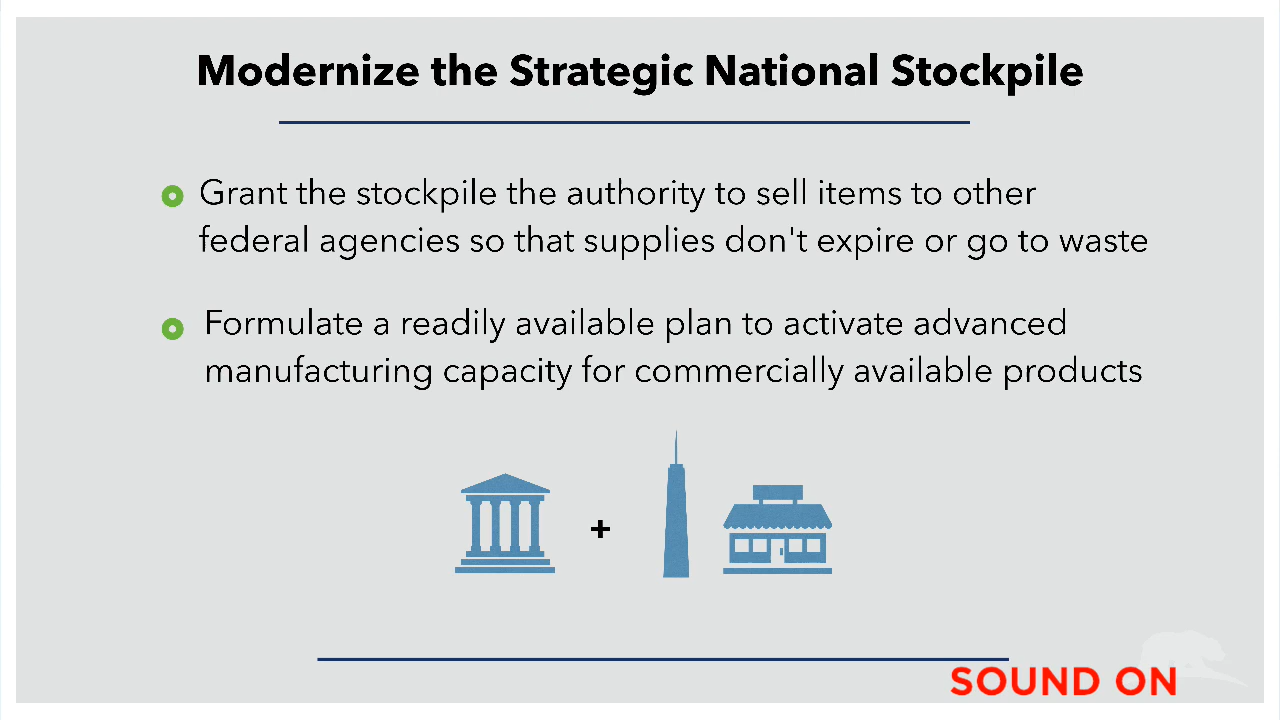 Modernize the Strategic National Stockpile
Grant the stockpile the authority to sell items to other
federal agencies so that supplies don't expire or go to waste
Formulate a readily available plan to activate advanced
manufacturing capacity for commercially available products
+
SOUND ON